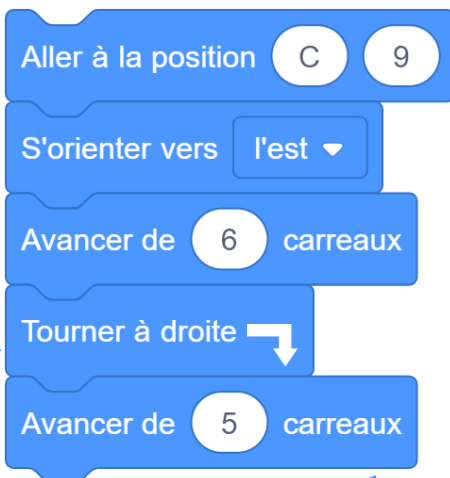 Aller à la position C 9
S'orienter vers l'est
Avancer de 6 carreaux
Tourner à droite
Avancer de 5 carreaux